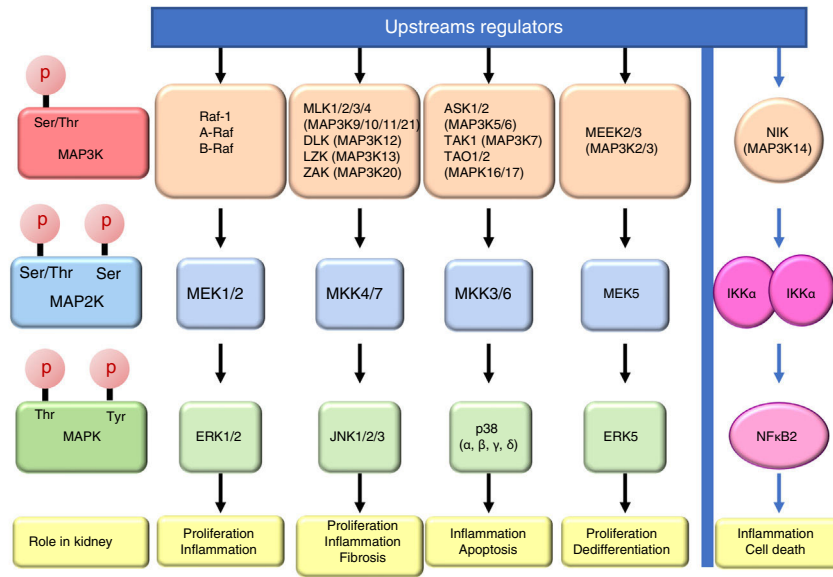 Upstreams regulators
p
Ser/Thr
MAP3K
Raf-1
A-Raf
B-Raf
MLK1/2/3/4
(MAP3K9/10/11/21)
DLK (MAP3K12)
LZK (MAP3K13)
ZAK (MAP3K20)
ASK1/2
(MAP3K5/6)
TAK1 (MAP3K7)
TAO1/2
(MAPK16/17)
MEEK2/3
(MAP3K2/3)
NIK
(MAP3K14)
p p
Ser/Thr Ser
MAP2K
MEK1/2
MKK4/7
MKK3/6
MEK5
IKKα IKKα
p p
Thr Tyr
MAPK
ERK1/2
JNK1/2/3
p38
(α, β, γ, δ)
ERK5
NFκB2
Role in kidney
Proliferation
Inflammation
Proliferation
Inflammation
Fibrosis
Inflammation
Apoptosis
Proliferation
Dedifferentiation
Inflammation
Cell death